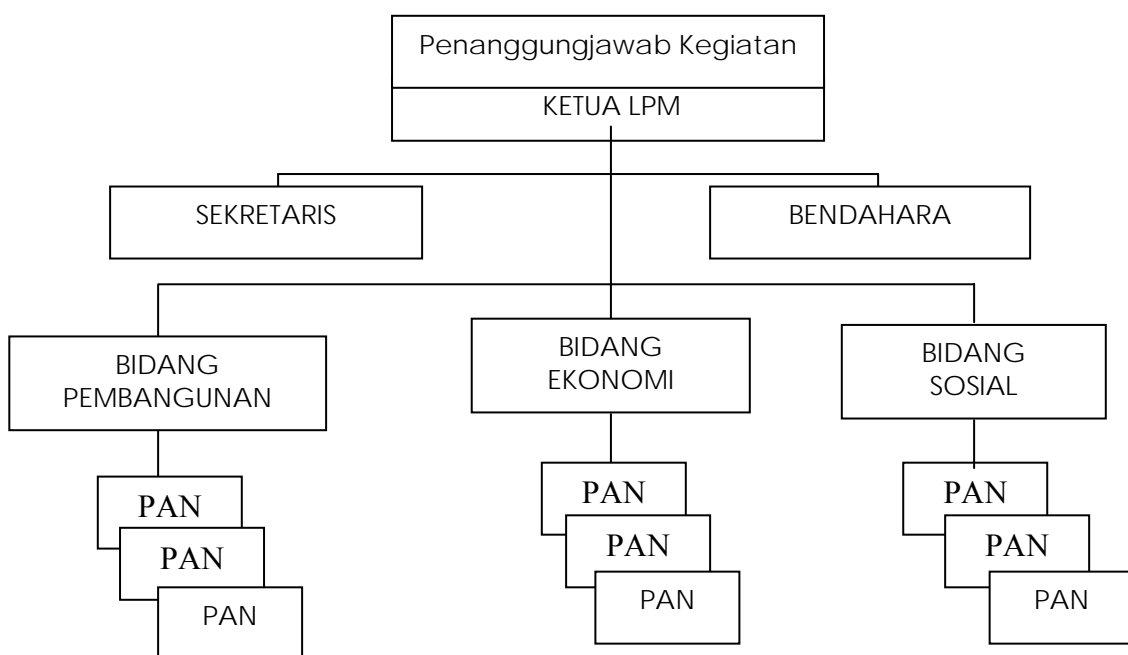 Penanggungjawab Kegiatan
KETUA LPM
SEKRETARIS
BENDAHARA
BIDANG
PEMBANGUNAN
BIDANG
EKONOMI
BIDANG
SOSIAL
PAN
PAN
PAN
PAN
PAN
PAN
PAN
PAN
PAN